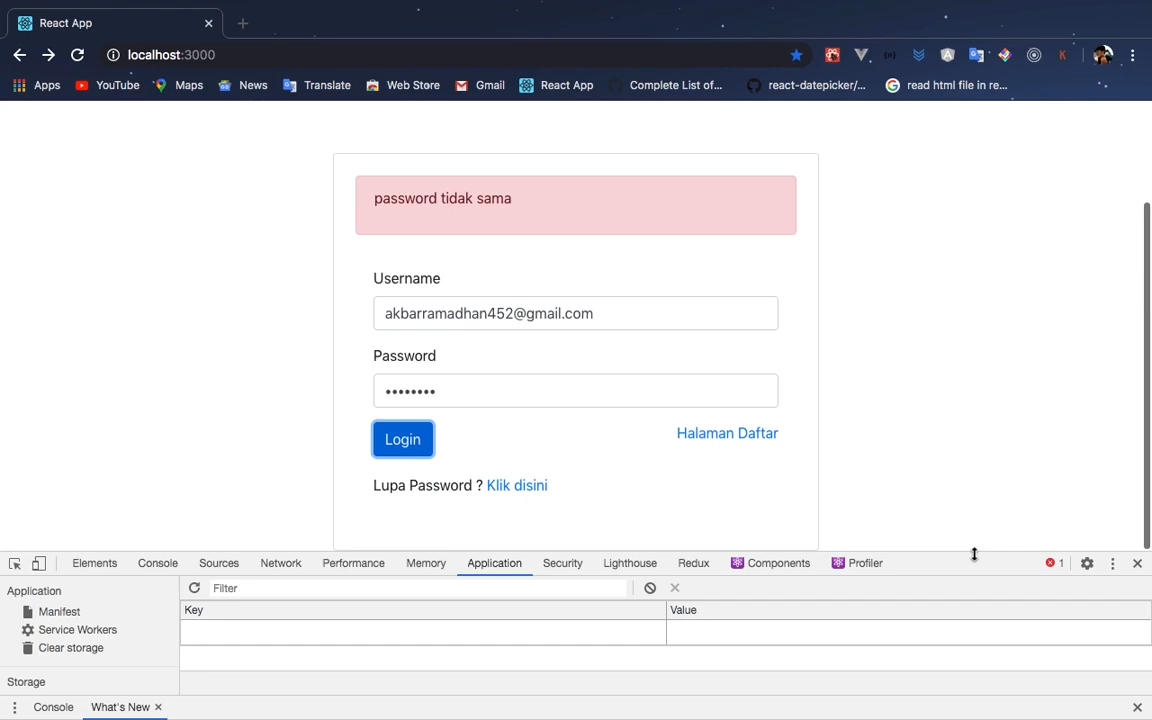 React App
localhost:3000
K
Apps YouTube Maps News Translate Web Store Gmail React App Complete List of... react-datepicker/... read html file in re...
password tidak sama
Username
akbarramadhan452@gmail.com
Password
••••••••
Login
Halaman Daftar
Lupa Password ? Klik disini
Elements Console Sources Network Performance Memory Application Security Lighthouse Redux Components Profiler 1
Application
Filter
Key Value
Manifest
Service Workers
Clear storage
Storage
Console What's New